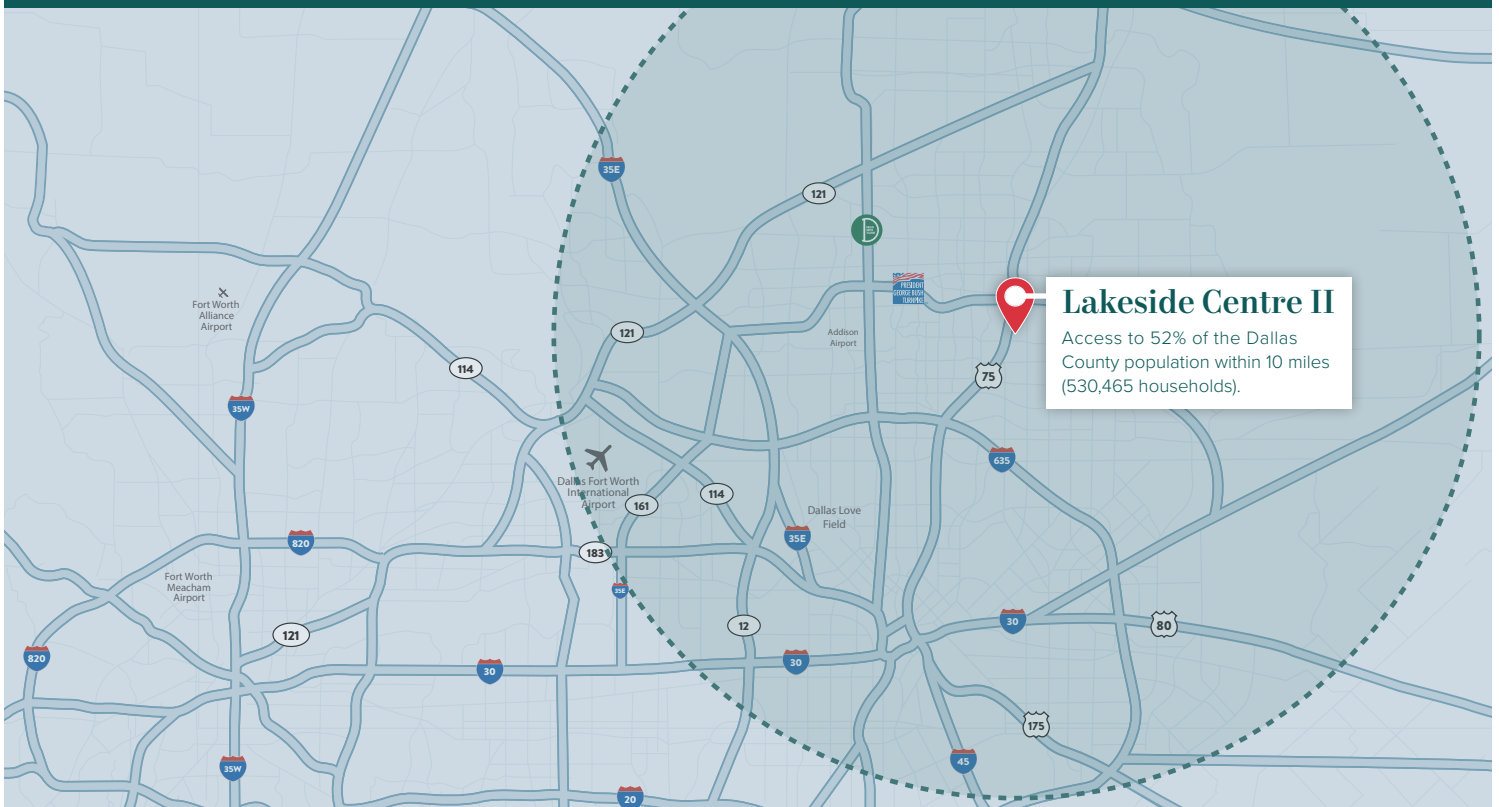 35E
121
PRESIDENT
GEORGE BUSH
TURNPIKE
Lakeside Centre II
Access to 52% of the Dallas
County population within 10 miles
(530,465 households).
Fort Worth
Alliance
Airport
121
Addison
Airport
114
75
35W
635
Dallas Fort Worth
International
Airport
161
114
Dallas Love
Field
35E
820
183
Fort Worth
Meacham
Airport
35E
121
12
30
80
820
30
30
175
35W
45
20